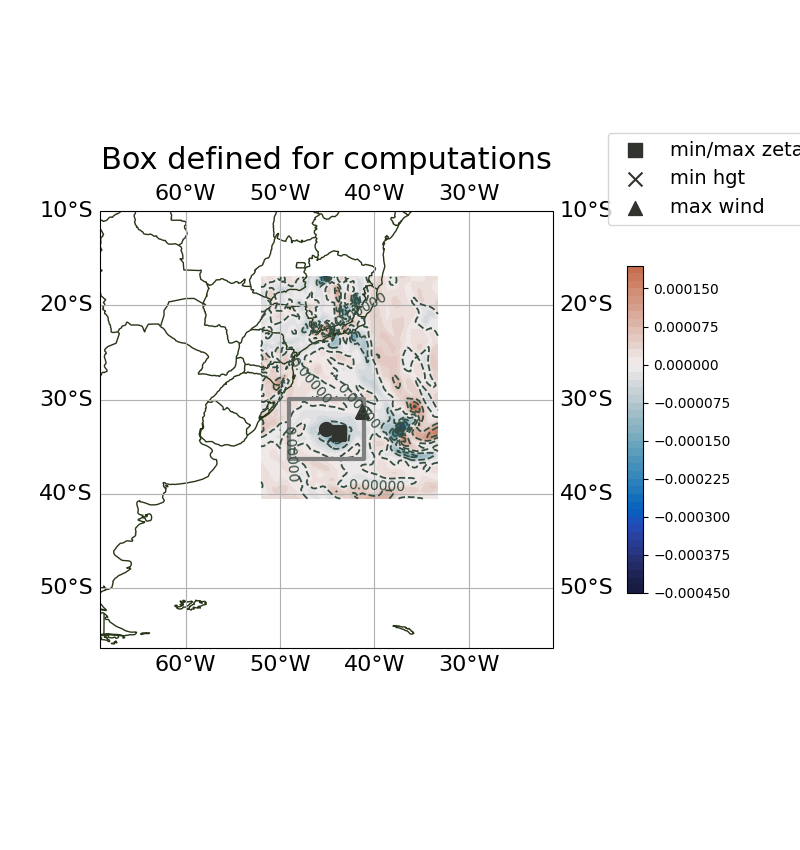 Box defined for computations
60°W 50°W 40°W 30°W
min/max zeta
min hgt
max wind
10°S 10°S
20°S 20°S
30°S 30°S
40°S 40°S
50°S 50°S
60°W 50°W 40°W 30°W
0.00000
0.000150
0.000075
0.000000
−0.000075
−0.000150
−0.000225
−0.000300
−0.000375
−0.000450